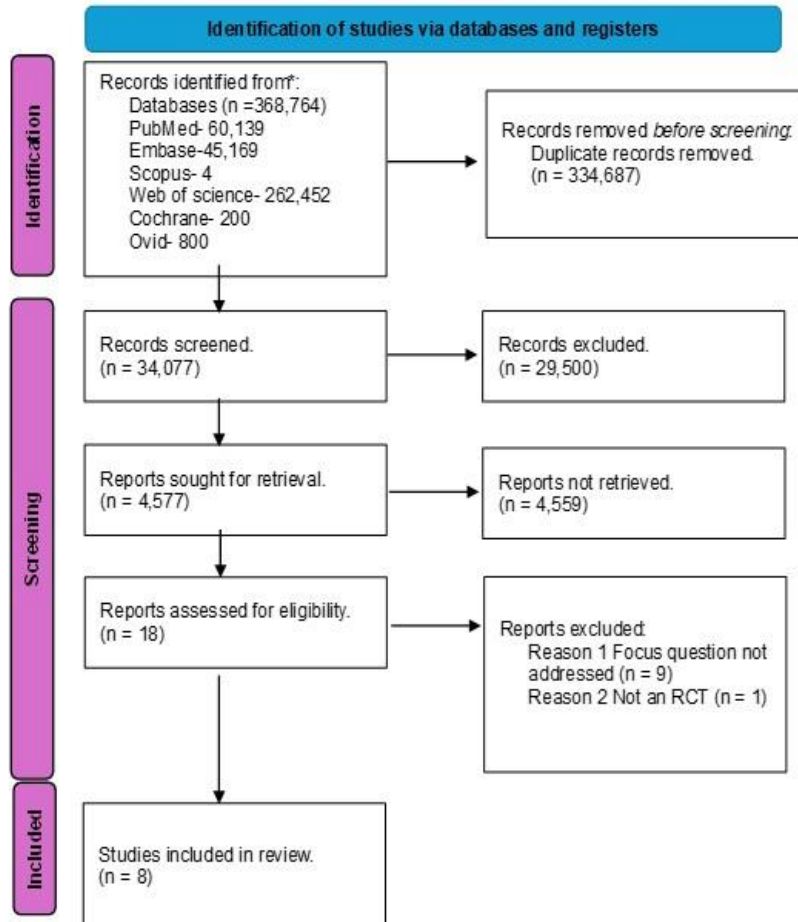 Identification of studies via databases and registers
Identification
Records identified from*:
Databases (n =368,764)
PubMed- 60,139
Embase-45,169
Scopus- 4
Web of science- 262,452
Cochrane- 200
Ovid- 800
Records removed before screening:
Duplicate records removed.
(n = 334,687)
Screening
Records screened.
(n = 34,077)
Records excluded.
(n = 29,500)
Reports sought for retrieval.
(n = 4,577)
Reports not retrieved.
(n = 4,559)
Reports assessed for eligibility.
(n = 18)
Reports excluded:
Reason 1 Focus question not
addressed (n = 9)
Reason 2 Not an RCT (n = 1)
Included
Studies included in review.
(n = 8)